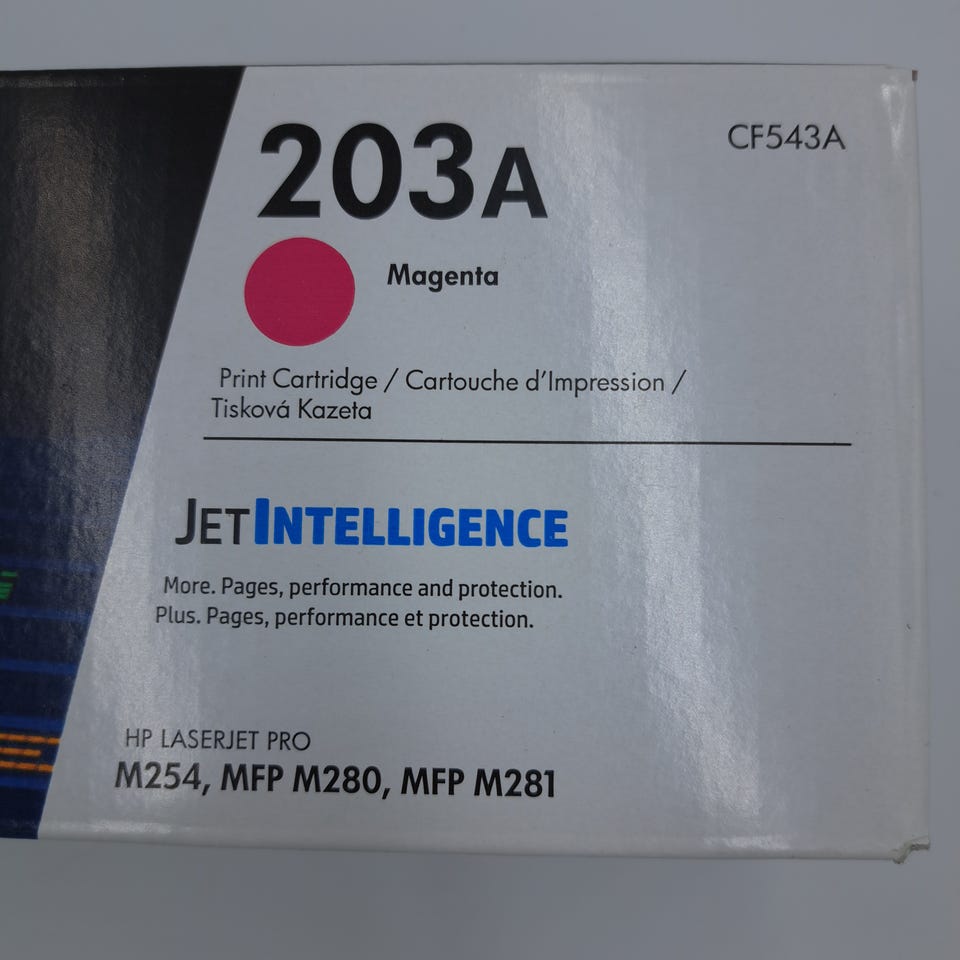 203A
CF543A
Magenta
Print Cartridge / Cartouche d'Impression /
Tisková Kazeta
JETINTELLIGENCE
More. Pages, performance and protection.
Plus. Pages, performance et protection.
HP LASERJET PRO
M254, MFP M280, MFP M281